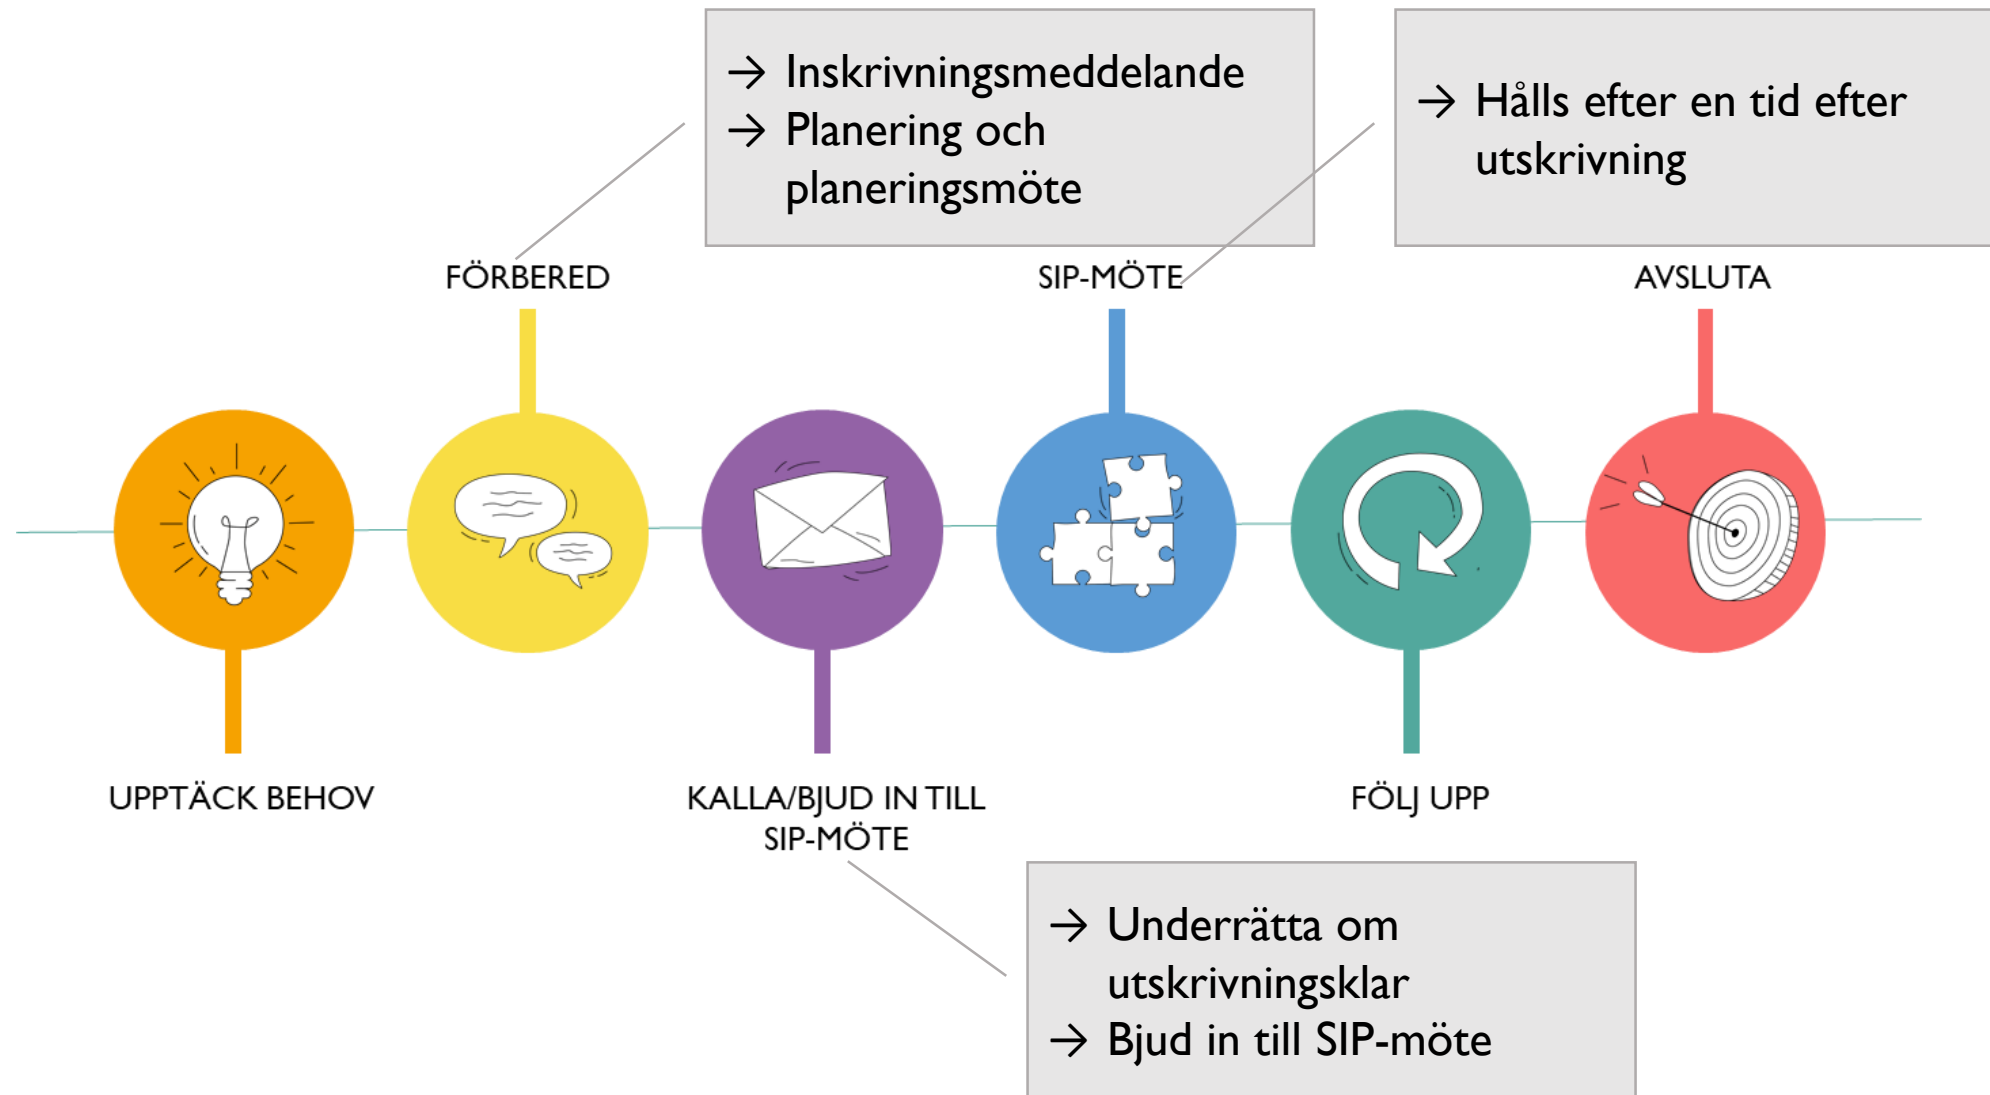 → Inskrivningsmeddelande
→ Planering och
planeringsmöte
→ Hålls efter en tid efter
utskrivning
FÖRBERED
SIP-MÖTE
AVSLUTA
UPPTÄCK BEHOV
KALLA/BJUD IN TILL
SIP-MÖTE
FÖLJ UPP
→ Underrätta om
utskrivningsklar
→ Bjud in till SIP-möte